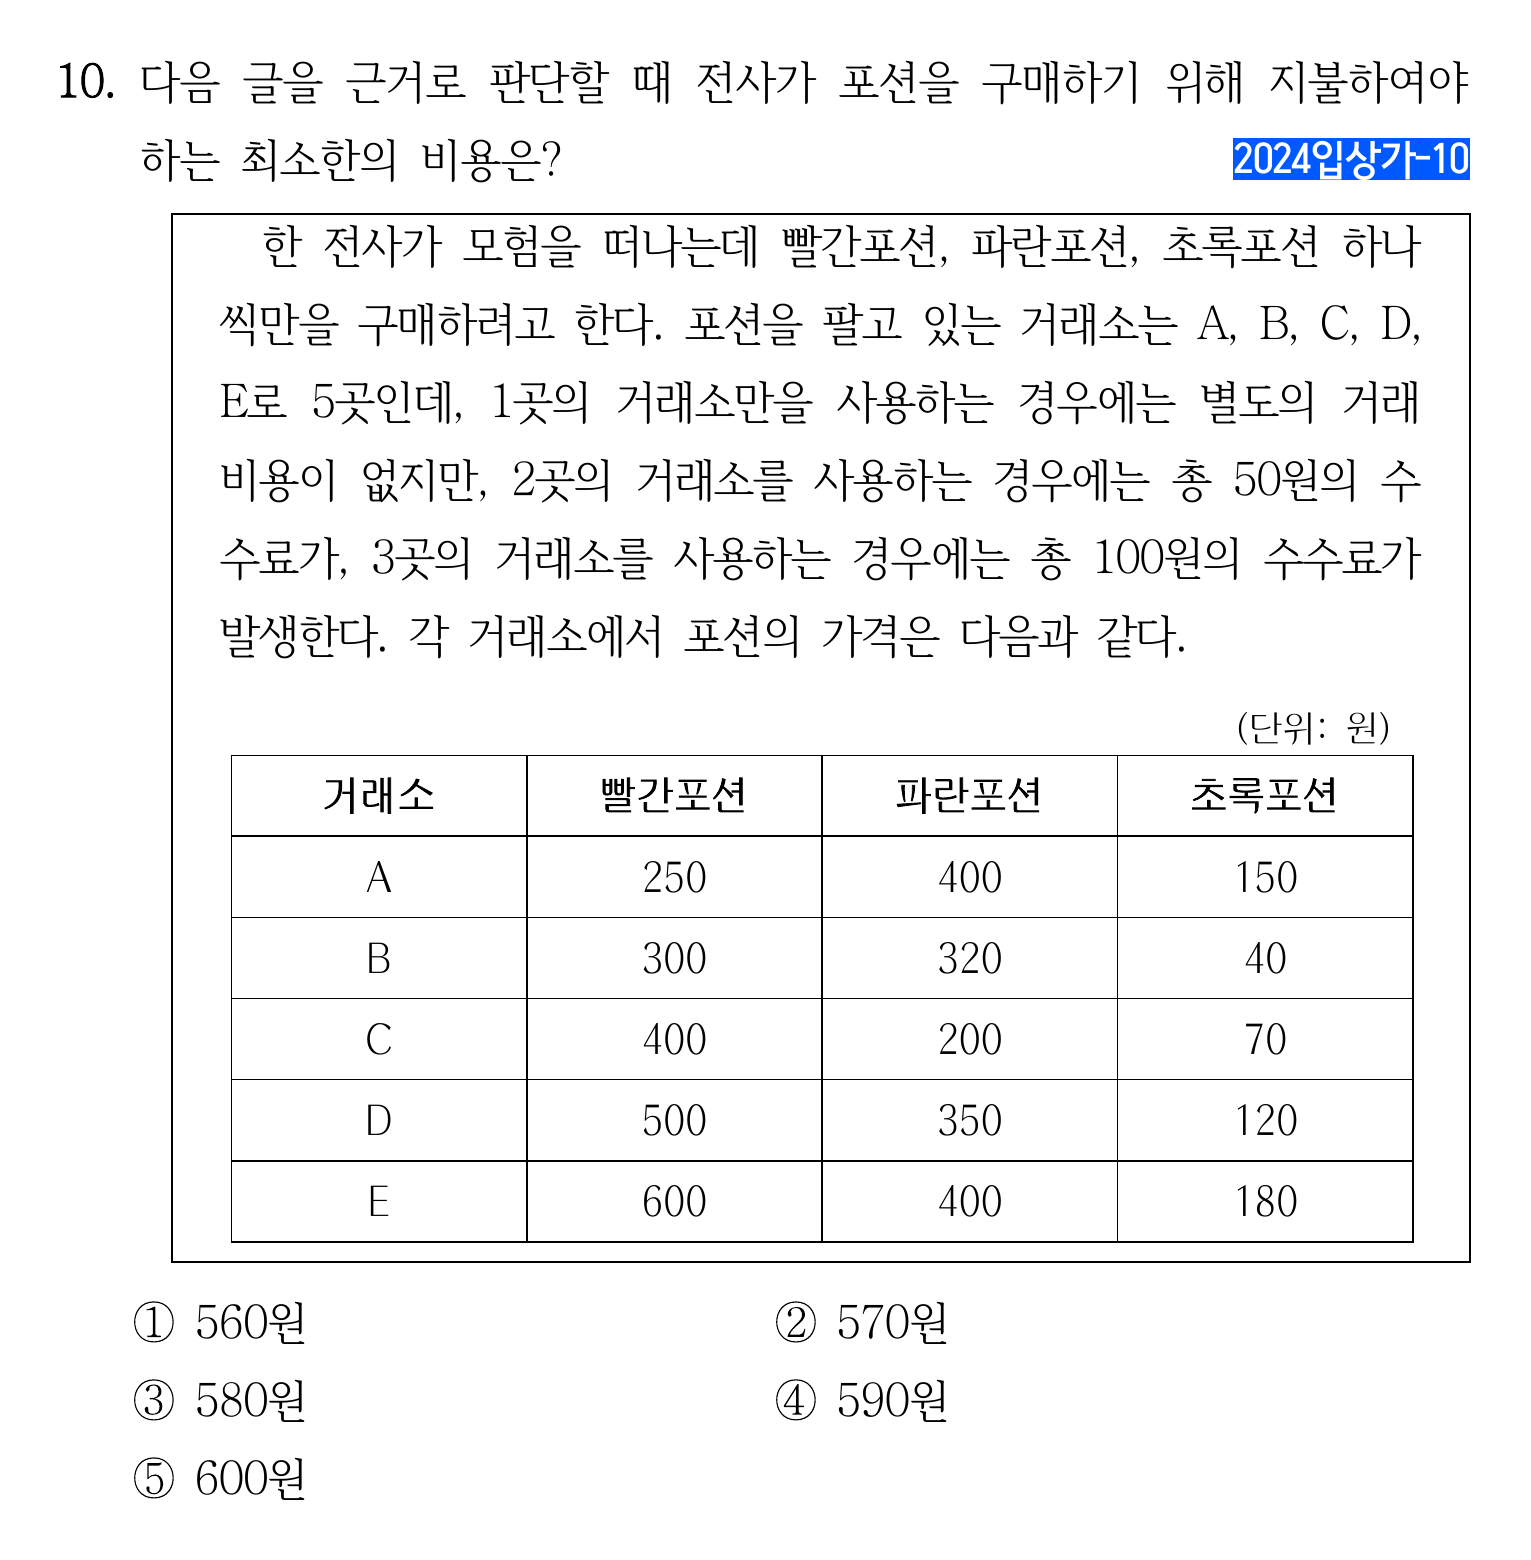 10. 다음 글을 근거로 판단할 때 전사가 포션을 구매하기 위해 지불하여야
하는 최소한의 비용은?
2024입상가-10
한 전사가 모험을 떠나는데 빨간포션, 파란포션, 초록포션 하나
씩만을 구매하려고 한다. 포션을 팔고 있는 거래소는 A, B, C, D,
E로 5곳인데, 1곳의 거래소만을 사용하는 경우에는 별도의 거래
비용이 없지만, 2곳의 거래소를 사용하는 경우에는 총 50원의 수
수료가, 3곳의 거래소를 사용하는 경우에는 총 100원의 수수료가
발생한다. 각 거래소에서 포션의 가격은 다음과 같다.
(단위: 원)
거래소 빨간포션 파란포션 초록포션
A 250 400 150
B 300 320 40
C 400 200 70
D 500 350 120
E 600 400 180
① 560원 ② 570원
③ 580원 ④ 590원
⑤ 600원